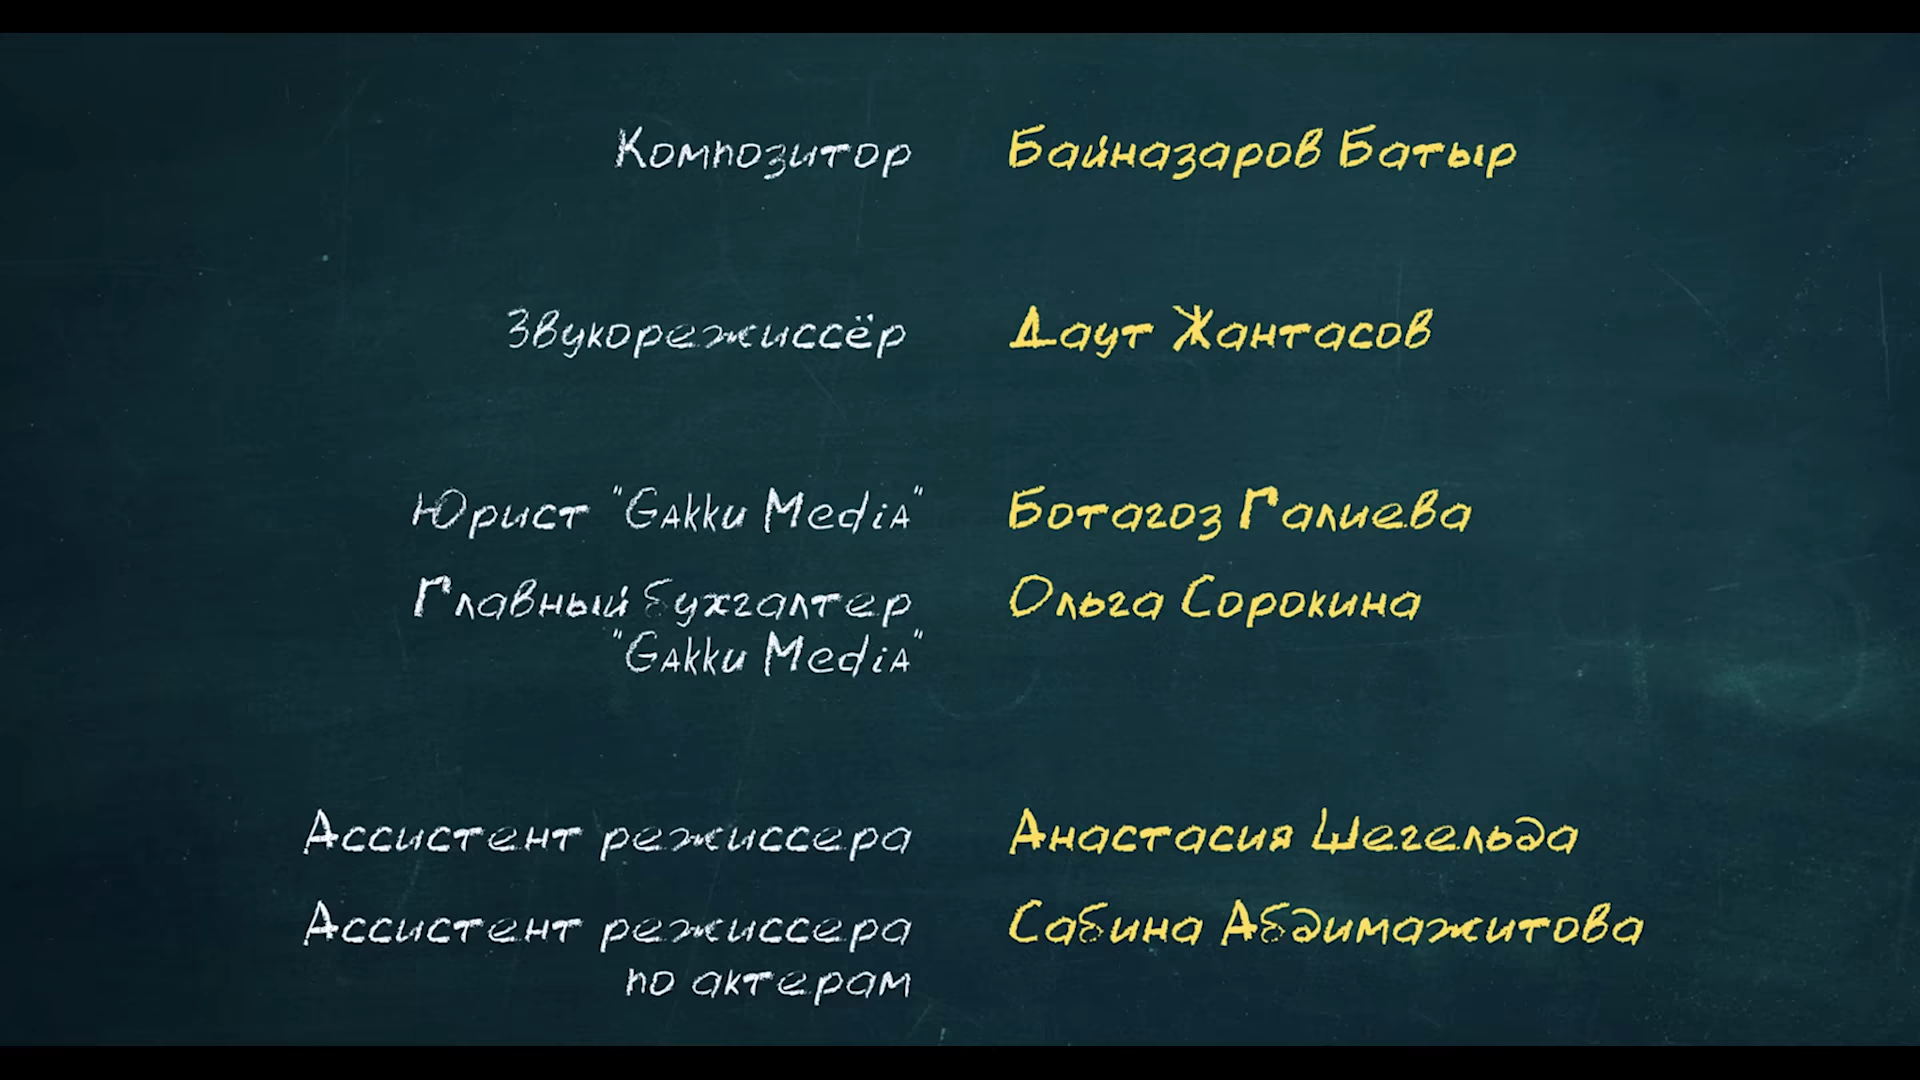 Композитор Байназаров Батыр
Звукорежиссёр Даут Жантасов
Юрист "Gakku Media" Ботагоз Галиева
Главный бухгалтер Ольга Сорокина
"Gakku Media"
Ассистент режиссера Анастасия Шегельда
Ассистент режиссера Сабина Абдимажитова
по актерам